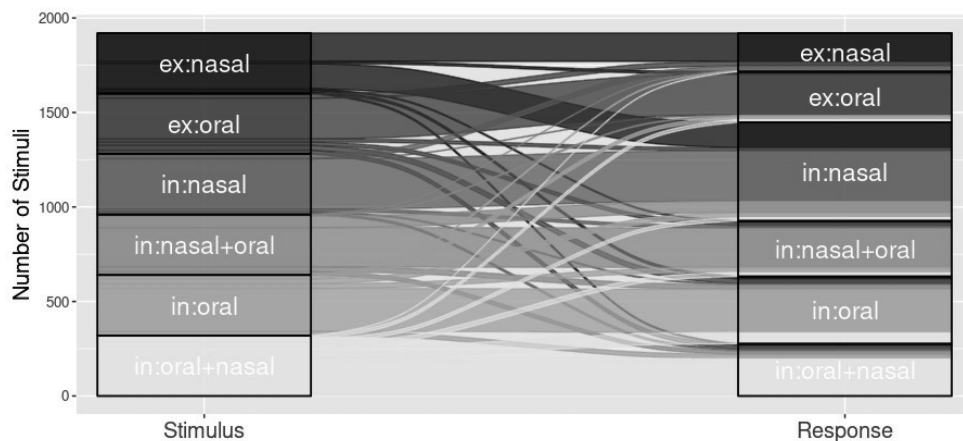 2000
1500
1000
500
0
Number of Stimuli
ex:nasal
ex:oral
in:nasal
in:nasal+oral
in:oral
in:oral+nasal
ex:nasal
ex:oral
in:nasal
in:nasal+oral
in:oral
in:oral+nasal
Stimulus
Response